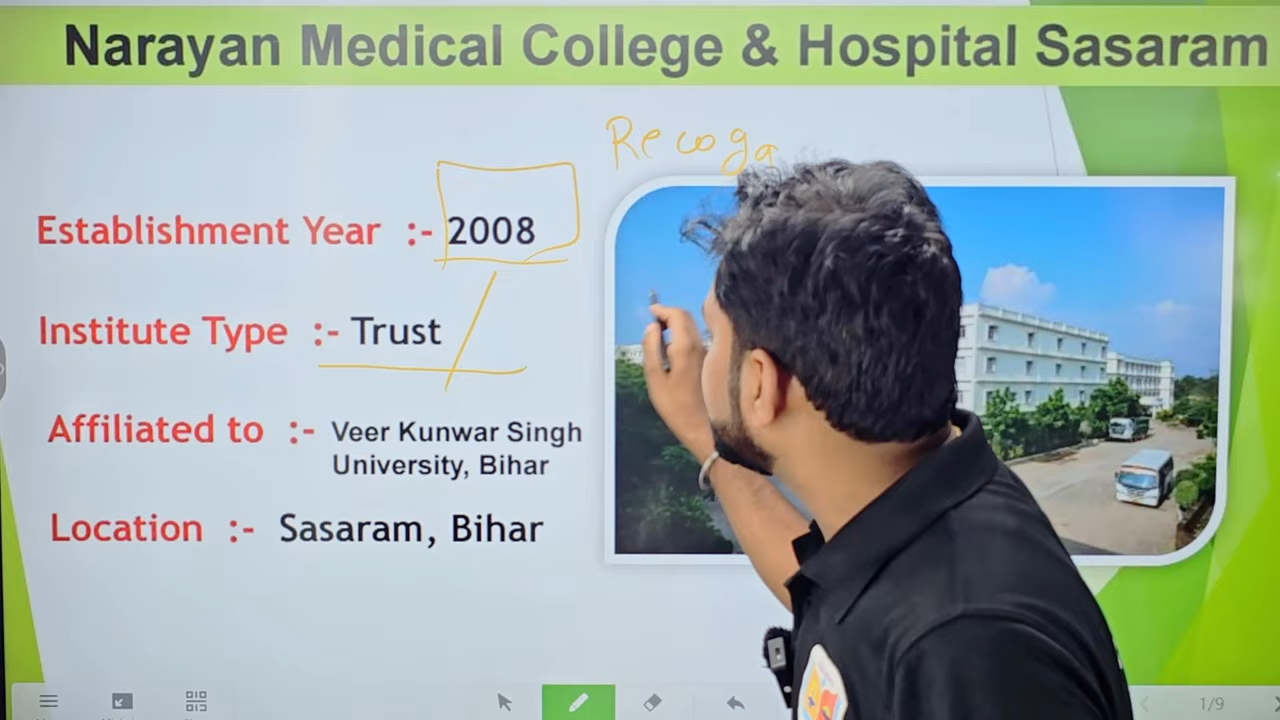 Narayan Medical College & Hospital Sasaram
Recog
Establishment Year :- 2008
Institute Type :- Trust
Affiliated to :- Veer Kunwar Singh
University, Bihar
Location :- Sasaram, Bihar
1/9